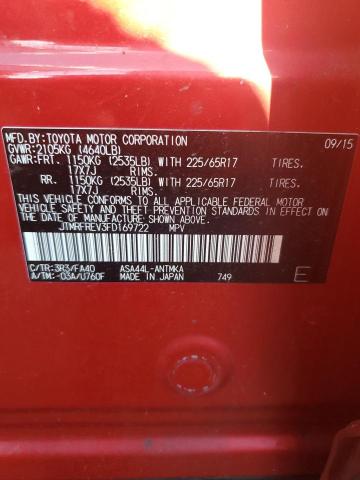 MFD.BY:TOYOTA MOTOR CORPORATION 09/15
GVWR:2105KG (4640LB)
GAWR:FRT. 1150KG (2535LB) WITH 225/65R17 TIRES.
17X7J RIMS.
RR. 1150KG (2535LB) WITH 225/65R17 TIRES.
17X7J RIMS.
THIS VEHICLE CONFORMS TO ALL APPLICABLE FEDERAL MOTOR
VEHICLE SAFETY, BUMPER, AND THEFT PREVENTION STANDARDS
IN EFFECT ON THE DATE OF MANUFACTURE SHOWN ABOVE.
JTMRFREV3FD169722 MPV
C/TR:3R3/FA40 ASA44L-ANTMKA
A/TM:-03A/U760F MADE IN JAPAN 749 E